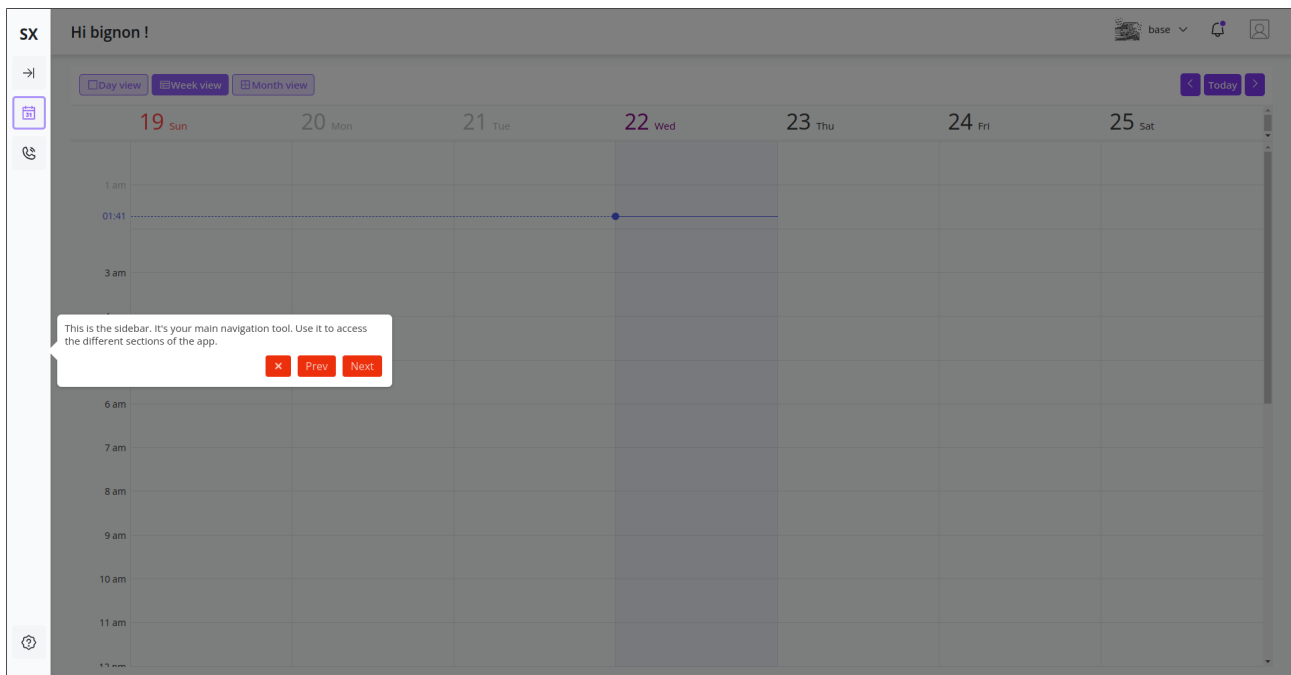 SX
Hi bignon !
base
Day view
Week view
Month view
Today
19 Sun
20 Mon
21 Tue
22 Wed
23 Thu
24 Fri
25 Sat
1 am
01:41
3 am
This is the sidebar. It's your main navigation tool. Use it to access
the different sections of the app.
× Prev Next
6 am
7 am
8 am
9 am
10 am
11 am
12 pm